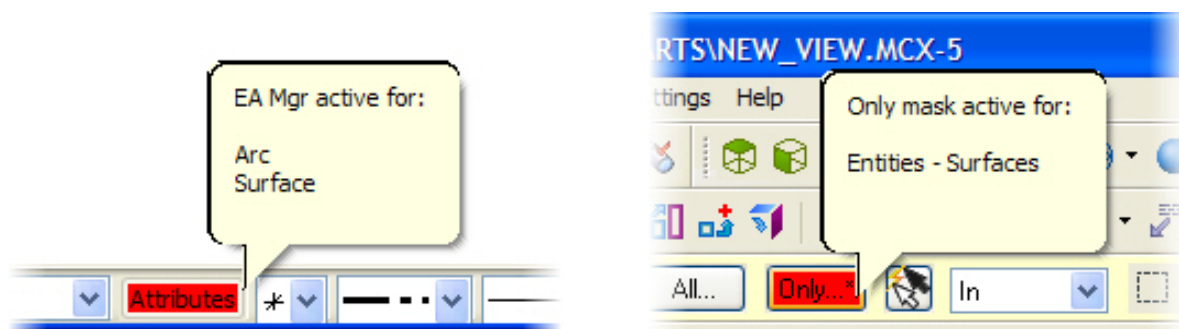 EA Mgr active for:
Arc
Surface
Attributes
RTS\NEW_VIEW.MCX-5
ttings Help
Only mask active for:
Entities - Surfaces
All... Only...* In